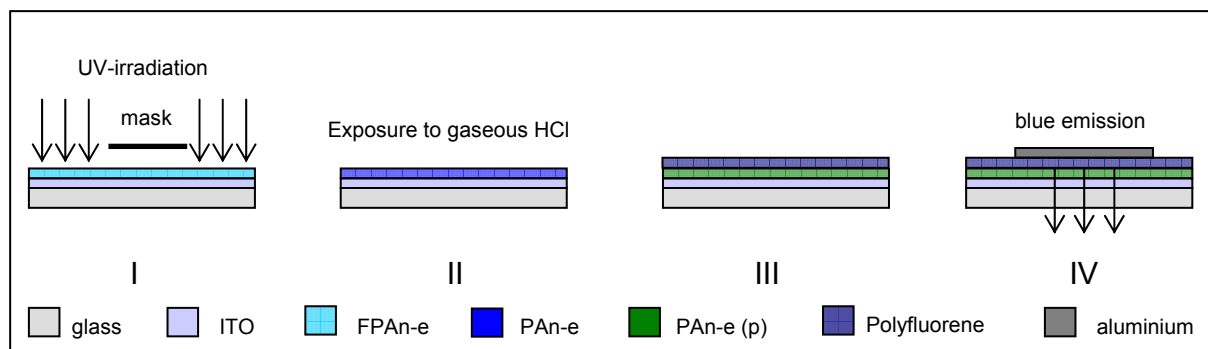 UV-irradiation
mask
Exposure to gaseous HCl
blue emission
I II III IV
glass ITO FPAn-e PAn-e PAn-e (p) Polyfluorene aluminium